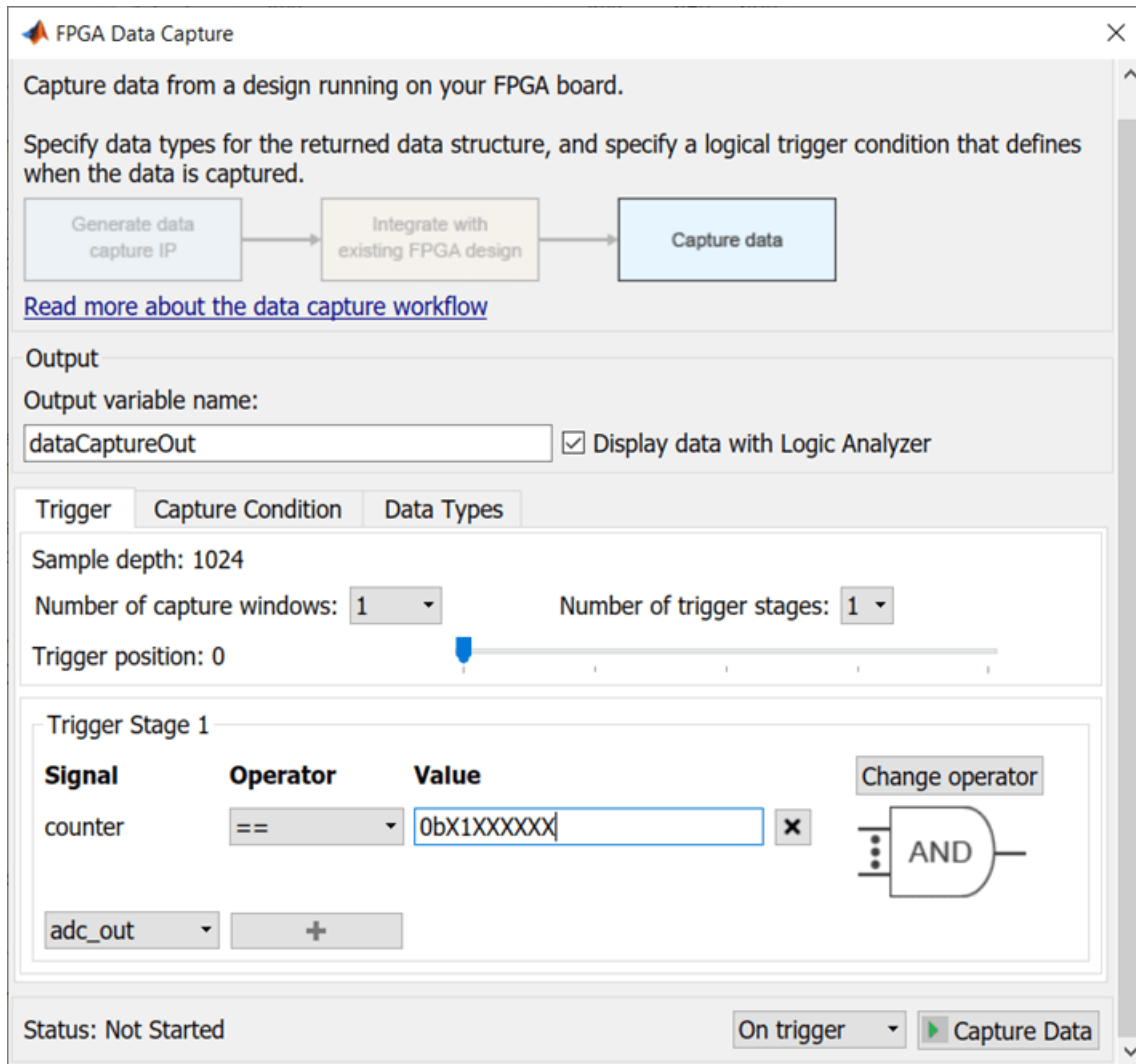 FPGA Data Capture
Capture data from a design running on your FPGA board.
Specify data types for the returned data structure, and specify a logical trigger condition that defines
when the data is captured.
Generate data
capture IP
Integrate with
existing FPGA design
Capture data
Read more about the data capture workflow
Output
Output variable name:
dataCaptureOut
Display data with Logic Analyzer
Trigger
Capture Condition
Data Types
Sample depth: 1024
Number of capture windows: 1
Number of trigger stages: 1
Trigger position: 0
Trigger Stage 1
Signal Operator Value
Change operator
counter == 0bX1XXXXXX
AND
adc_out
Status: Not Started
On trigger
Capture Data